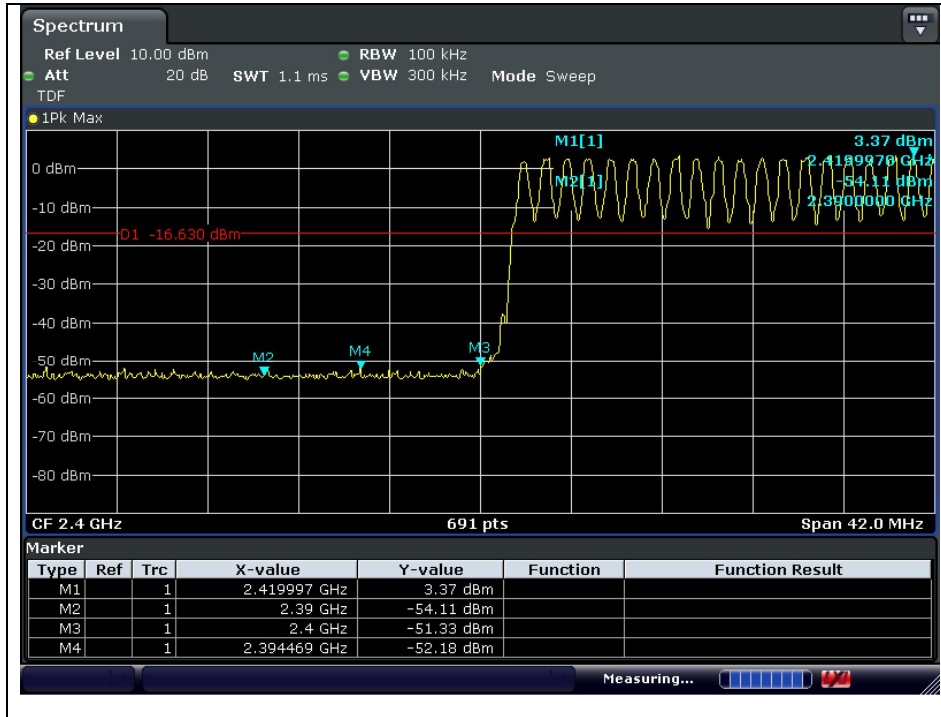 Spectrum
Ref Level 10.00 dBm RBW 100 kHz
Att 20 dB SWT 1.1 ms VBW 300 kHz Mode Sweep
TDF
1Pk Max
M1[1] 3.37 dBm
2.4199970 GHz
M2[1] -54.11 dBm
2.3900000 GHz
0 dBm
-10 dBm
D1 -16.630 dBm
-20 dBm
-30 dBm
-40 dBm
-50 dBm
M2 M4 M3
-60 dBm
-70 dBm
-80 dBm
CF 2.4 GHz 691 pts Span 42.0 MHz
Marker
Type Ref Trc X-value Y-value Function Function Result
M1 1 2.419997 GHz 3.37 dBm
M2 1 2.39 GHz -54.11 dBm
M3 1 2.4 GHz -51.33 dBm
M4 1 2.394469 GHz -52.18 dBm
Measuring...